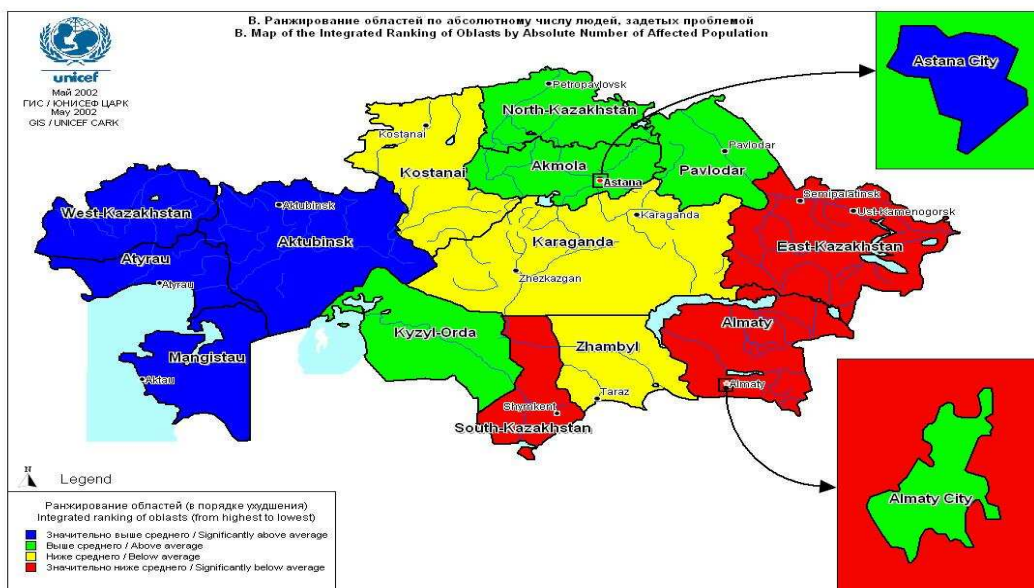 В. Ранжирование областей по абсолютному числу людей, задетых проблемой
B. Map of the Integrated Ranking of Oblasts by Absolute Number of Affected Population
unicef
Май 2002
ГИС / ЮНИСЕФ ЦАРК
May 2002
GIS / UNICEF CARK
Astana City
Petropavlovsk
North-Kazakhstan
Kostanai
Kostanai
Akmola
Astana
Pavlodar
Pavlodar
Semipalatinsk
Ust-Kamenogorsk
East-Kazakhstan
West-Kazakhstan
Aktubinsk
Aktubinsk
Karaganda
Karaganda
Zhezkazgan
Atyrau
Atyrau
Kyzyl-Orda
Zhambyl
Almaty
Mangistau
Aktau
Shymkent
South-Kazakhstan
Taraz
Almaty
Almaty City
N
Legend
Ранжирование областей (в порядке ухудшения)
Integrated ranking of oblasts (from highest to lowest)
Значительно выше среднего / Significantly above average
Выше среднего / Above average
Ниже среднего / Below average
Значительно ниже среднего / Significantly below average